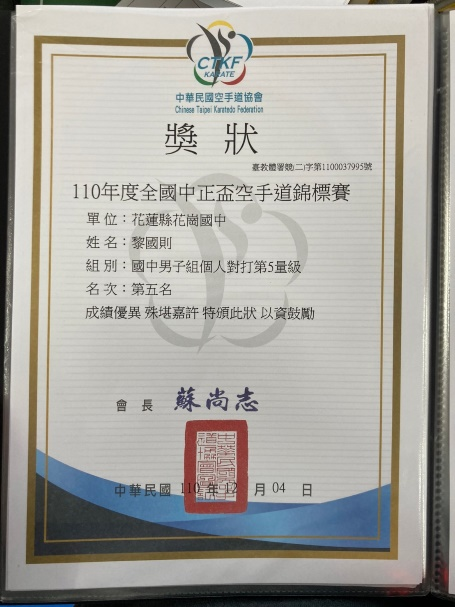 CTKF
KARATE
中華民國空手道協會
Chinese Taipei Karatedo Federation
獎狀
臺教體署競(二)字第1100037995號
110年度全國中正盃空手道錦標賽
單位：花蓮縣花崗國中
姓名：黎國則
組別：國中男子組個人對打第5量級
名次：第五名
成績優異 殊堪嘉許 特頒此狀 以資鼓勵
會長 蘇尚志
中華民國 110 年 12 月 04 日